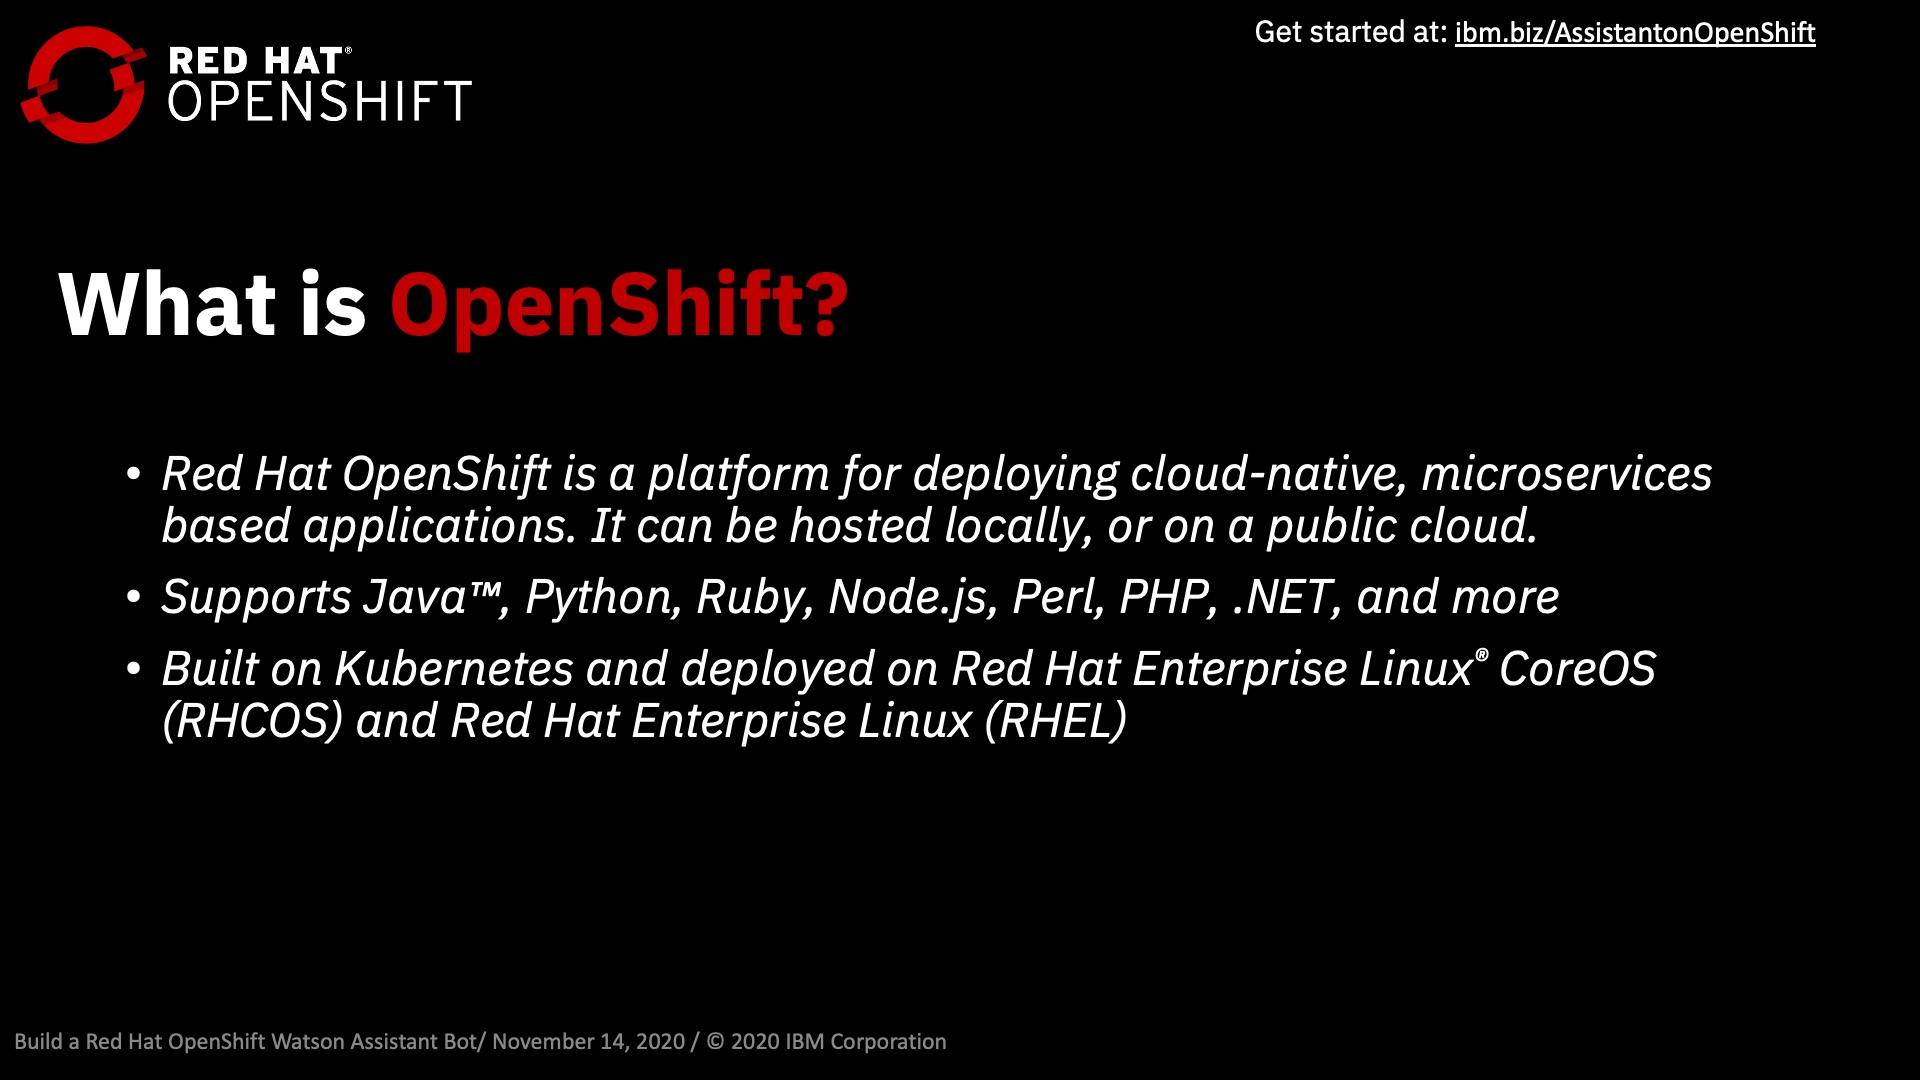 RED HAT®
OPENSHIFT
Get started at: ibm.biz/AssistantonOpenShift
What is OpenShift?
• Red Hat OpenShift is a platform for deploying cloud-native, microservices
based applications. It can be hosted locally, or on a public cloud.
• Supports Java™, Python, Ruby, Node.js, Perl, PHP, .NET, and more
• Built on Kubernetes and deployed on Red Hat Enterprise Linux® CoreOS
(RHCOS) and Red Hat Enterprise Linux (RHEL)
Build a Red Hat OpenShift Watson Assistant Bot/ November 14, 2020 / © 2020 IBM Corporation